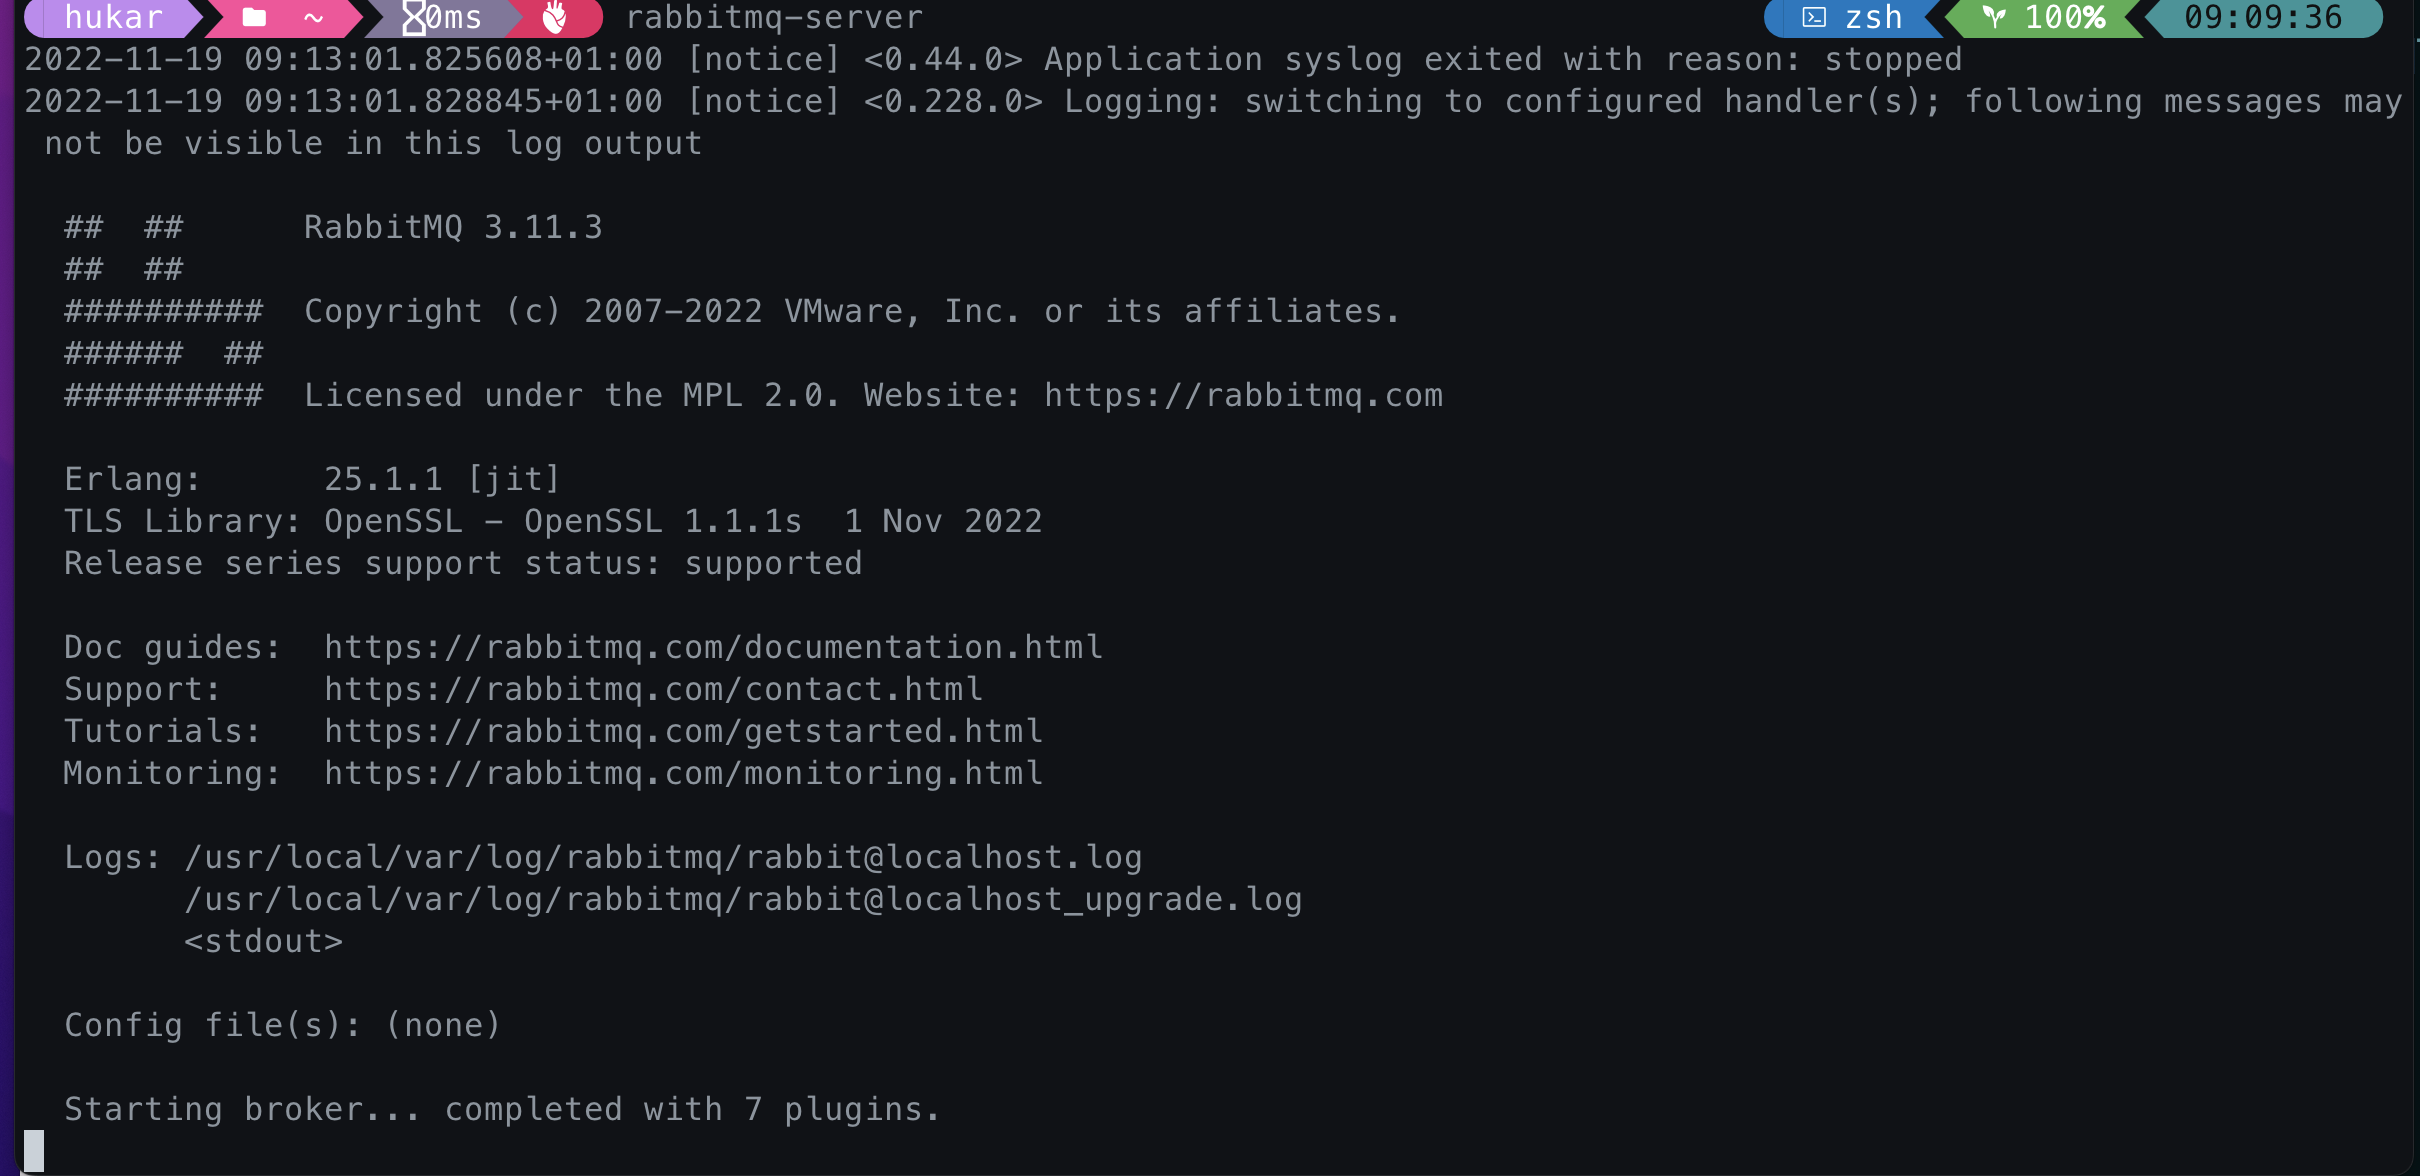 hukar ~ 0ms rabbitmq-server zsh 100% 09:09:36
2022-11-19 09:13:01.825608+01:00 [notice] <0.44.0> Application syslog exited with reason: stopped
2022-11-19 09:13:01.828845+01:00 [notice] <0.228.0> Logging: switching to configured handler(s); following messages may
 not be visible in this log output

  ##  ##      RabbitMQ 3.11.3
  ##  ##
  ##########  Copyright (c) 2007-2022 VMware, Inc. or its affiliates.
  ######  ##
  ##########  Licensed under the MPL 2.0. Website: https://rabbitmq.com

  Erlang:      25.1.1 [jit]
  TLS Library: OpenSSL - OpenSSL 1.1.1s  1 Nov 2022
  Release series support status: supported

  Doc guides:  https://rabbitmq.com/documentation.html
  Support:     https://rabbitmq.com/contact.html
  Tutorials:   https://rabbitmq.com/getstarted.html
  Monitoring:  https://rabbitmq.com/monitoring.html

  Logs: /usr/local/var/log/rabbitmq/rabbit@localhost.log
        /usr/local/var/log/rabbitmq/rabbit@localhost_upgrade.log
        <stdout>

  Config file(s): (none)

  Starting broker... completed with 7 plugins.